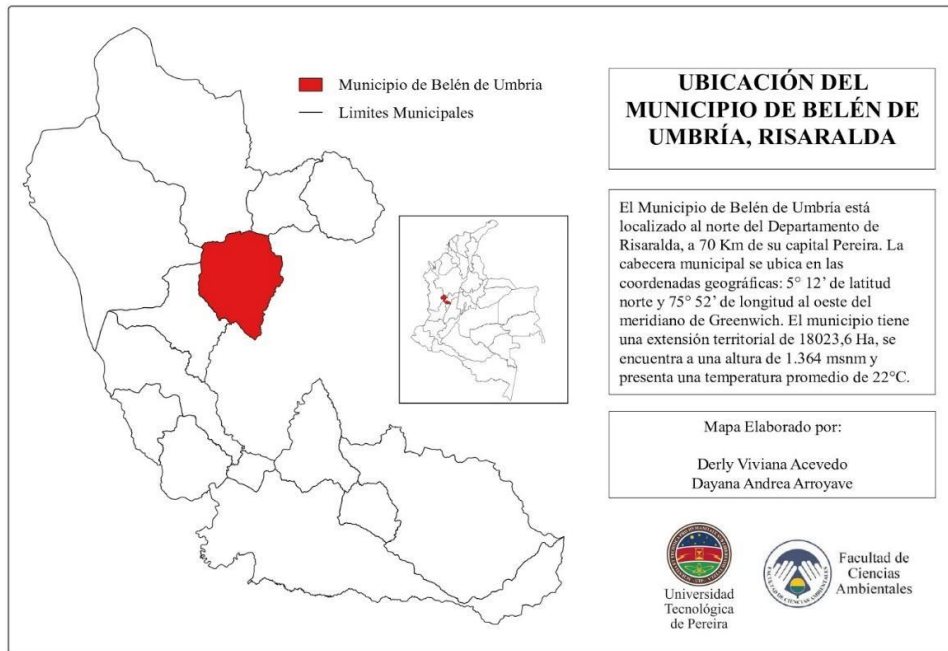 Municipio de Belén de Umbria
Limites Municipales
UBICACIÓN DEL
MUNICIPIO DE BELÉN DE
UMBRÍA, RISARALDA
El Municipio de Belén de Umbría está
localizado al norte del Departamento de
Risaralda, a 70 Km de su capital Pereira. La
cabecera municipal se ubica en las
coordenadas geográficas: 5° 12’ de latitud
norte y 75° 52’ de longitud al oeste del
meridiano de Greenwich. El municipio tiene
una extensión territorial de 18023,6 Ha, se
encuentra a una altura de 1.364 msnm y
presenta una temperatura promedio de 22°C.
Mapa Elaborado por:
Derly Viviana Acevedo
Dayana Andrea Arroyave
Universidad
Tecnológica
de Pereira
Facultad de
Ciencias
Ambientales